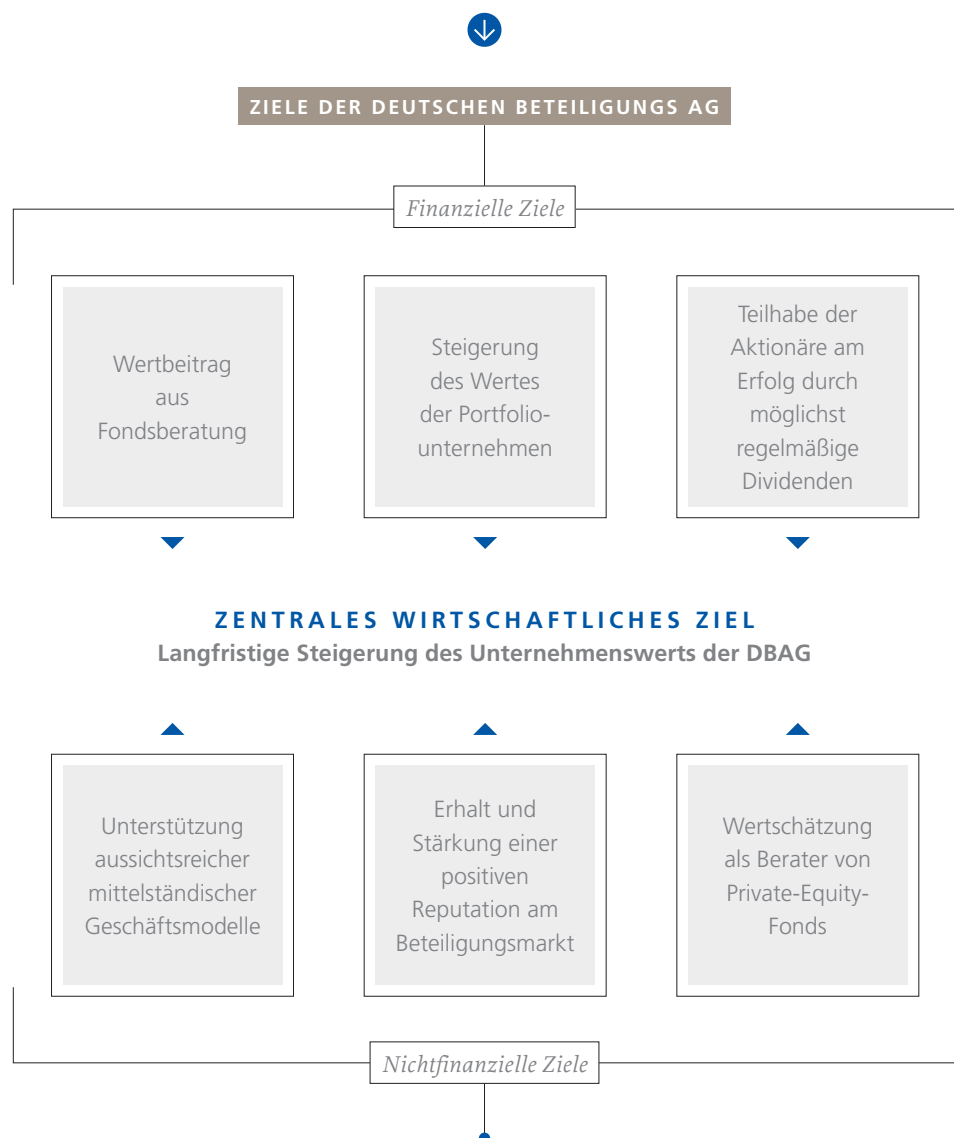 ZIELE DER DEUTSCHEN BETEILIGUNGS AG
Finanzielle Ziele
Wertbeitrag
aus
Fondsberatung
Steigerung
des Wertes
der Portfolio-
unternehmen
Teilhabe der
Aktionäre am
Erfolg durch
möglichst
regelmäßige
Dividenden
ZENTRALES WIRTSCHAFTLICHES ZIEL
Langfristige Steigerung des Unternehmenswerts der DBAG
Unterstützung
aussichtsreicher
mittelständischer
Geschäftsmodelle
Erhalt und
Stärkung einer
positiven
Reputation am
Beteiligungsmarkt
Wertschätzung
als Berater von
Private-Equity-
Fonds
Nichtfinanzielle Ziele